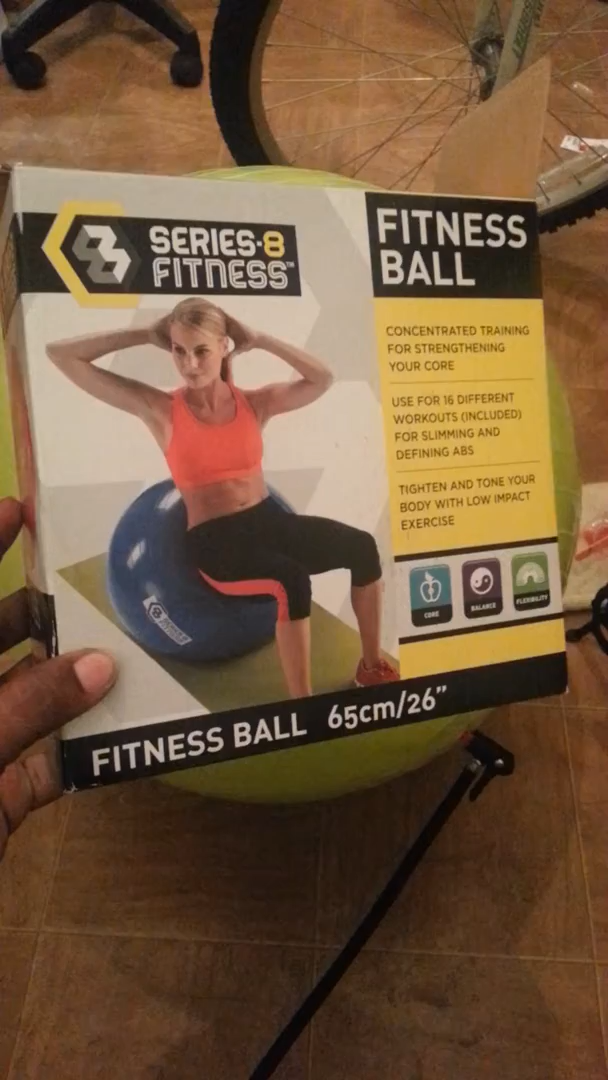 SERIES-8
FITNESS™
FITNESS
BALL
CONCENTRATED TRAINING
FOR STRENGTHENING
YOUR CORE
USE FOR 16 DIFFERENT
WORKOUTS (INCLUDED)
FOR SLIMMING AND
DEFINING ABS
TIGHTEN AND TONE YOUR
BODY WITH LOW IMPACT
EXERCISE
CORE
BALANCE
FLEXIBILITY
FITNESS BALL 65cm/26"